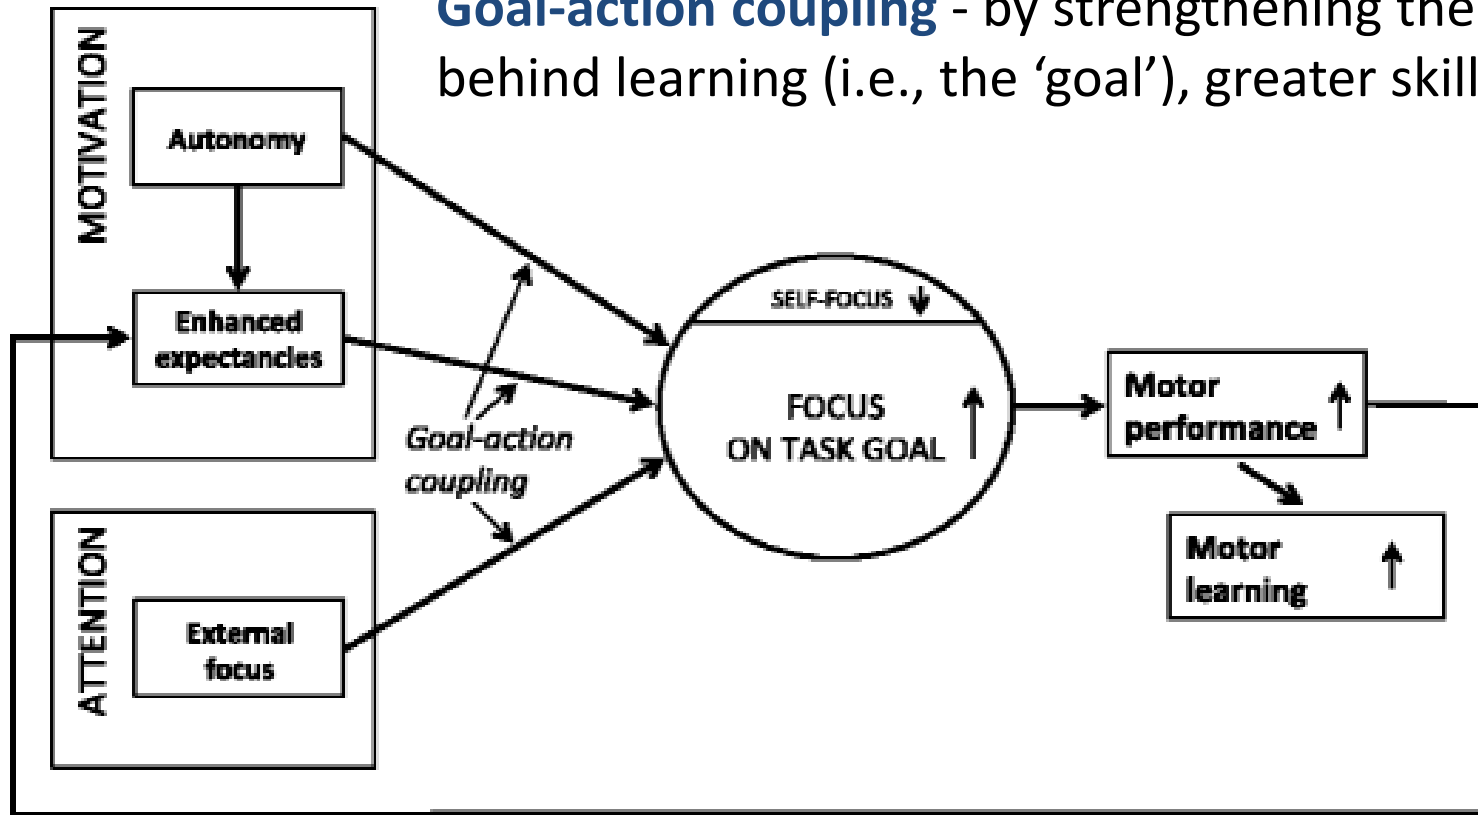 Goal-action coupling - by strengthening the
behind learning (i.e., the ‘goal’), greater skill
MOTIVATION
Autonomy
Enhanced
expectancies
Goal-action
coupling
SELF-FOCUS
FOCUS
ON TASK GOAL
Motor
performance
Motor
learning
ATTENTION
External
focus